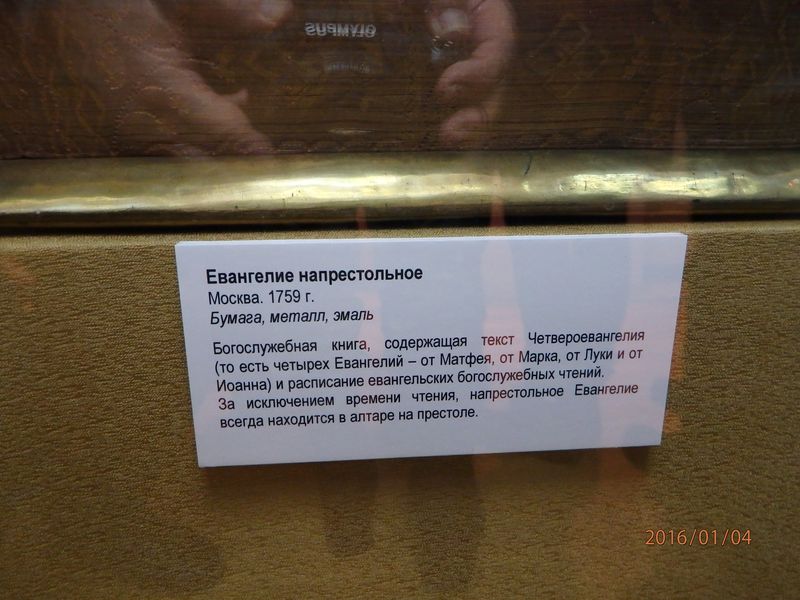 OLYMPUS
Евангелие напрестольное
Москва. 1759 г.
Бумага, металл, эмаль
Богослужебная книга, содержащая текст Четвероевангелия
(то есть четырех Евангелий – от Матфея, от Марка, от Луки и от
Иоанна) и расписание евангельских богослужебных чтений.
За исключением времени чтения, напрестольное Евангелие
всегда находится в алтаре на престоле.
2016/01/04